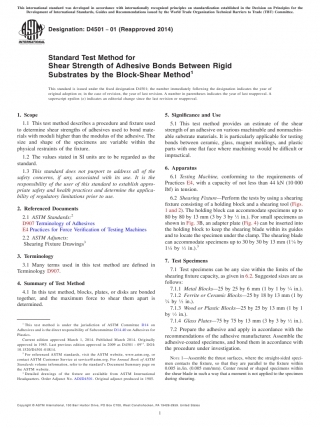 This international standard was developed in accordance with internationally recognized principles on standardization established in the Decision on Principles for the
Development of International Standards, Guides and Recommendations issued by the World Trade Organization Technical Barriers to Trade (TBT) Committee.
Designation: D4501 − 01 (Reapproved 2014)
INTERNATIONAL
Standard Test Method for
Shear Strength of Adhesive Bonds Between Rigid
Substrates by the Block-Shear Method1
This standard is issued under the fixed designation D4501; the number immediately following the designation indicates the year of
original adoption or, in the case of revision, the year of last revision. A number in parentheses indicates the year of last reapproval. A
superscript epsilon (ε) indicates an editorial change since the last revision or reapproval.
1. Scope
1.1 This test method describes a procedure and fixture used
to determine shear strengths of adhesives used to bond mate-
rials with moduli higher than the modulus of the adhesive. The
size and shape of the specimens are variable within the
physical restraints of the fixture.
1.2 The values stated in SI units are to be regarded as the
standard.
1.3 This standard does not purport to address all of the
safety concerns, if any, associated with its use. It is the
responsibility of the user of this standard to establish appro-
priate safety and health practices and determine the applica-
bility of regulatory limitations prior to use.
2. Referenced Documents
2.1 ASTM Standards:2
D907 Terminology of Adhesives
E4 Practices for Force Verification of Testing Machines
2.2 ASTM Adjuncts:
Shearing Fixture Drawings3
3. Terminology
3.1 Many terms used in this test method are defined in
Terminology D907.
4. Summary of Test Method
4.1 In this test method, blocks, plates, or disks are bonded
together, and the maximum force to shear them apart is
determined.
1 This test method is under the jurisdiction of ASTM Committee D14 on
Adhesives and is the direct responsibility of Subcommittee D14.40 on Adhesives for
Plastics.
Current edition approved March 1, 2014. Published March 2014. Originally
approved in 1985. Last previous edition approved in 2009 as D4501 – 01
DOI:
2 For referenced ASTM standards, visit the ASTM website, www.astm.org, or
contact ASTM Customer Service at service@astm.org. For Annual Book of ASTM
Standards volume information, refer to the standard's Document Summary page on
the ASTM website.
3 Detailed drawings of the fixture are available from ASTM International
Headquarters. Order Adjunct No. Original adjunct produced in 1985.
5. Significance and Use
5.1 This test method provides an estimate of the shear
strength of an adhesive on various machinable and nonmachin-
able substrate materials. It is particularly applicable for testing
bonds between ceramic, glass, magnet moldings, and plastic
parts with one flat face where machining would be difficult or
impractical.
6. Apparatus
6.1 Testing Machine, conforming to the requirements of
Practices E4, with a capacity of not less than 44 kN (10 000
lbf) in tension.
6.2 Shearing Fixture—Perform the tests by using a shearing
fixture consisting of a holding block and a shearing tool (Figs.
1 and 2). The holding block can accommodate specimens up to
80 by 80 by 13 mm (3 by 3 by ½ in.). For small specimens as
shown in Fig. 3B, an adapter plate (Fig. 4) can be inserted into
the holding block to keep the shearing blade within its guides
and to locate the specimen under the clamp. The shearing blade
can accommodate specimens up to 30 by 30 by 13 mm (1¼ by
1¼ by ½ in.).3
7. Test Specimens
7.1 Test specimens can be any size within the limits of the
shearing fixture capacity, as given in 6.2. Suggested sizes are as
follows:
7.1.1 Metal Blocks—25 by 25 by 6 mm (1 by 1 by ¼ in.).
7.1.2 Ferrite or Ceramic Blocks—25 by 18 by 13 mm (1 by
¾ by ½ in.).
7.1.3 Wood or Plastic Blocks—25 by 25 by 13 mm (1 by 1
by ½ in.).
7.1.4 Glass Plates—75 by 75 by 13 mm (3 by 3 by ½ in.).
7.2 Prepare the adhesive and apply in accordance with the
recommendations of the adhesive manufacturer. Assemble the
adhesive-coated specimens, and bond them in accordance with
the procedure under investigation.
NOTE 1—Assemble the thinest surfaces, where the straight-sided speci-
men contacts the fixture, so that they are parallel to the fixture within
0.005 in./in. (0.005 mm/mm). Center round or shaped specimens within
the shear blade in such a way that a moment is not applied to the specimen
during shearing.
Copyright © ASTM International, 100 Barr Harbor Drive, PO Box C700, West Conshohocken, PA 19428-2959. United States
1